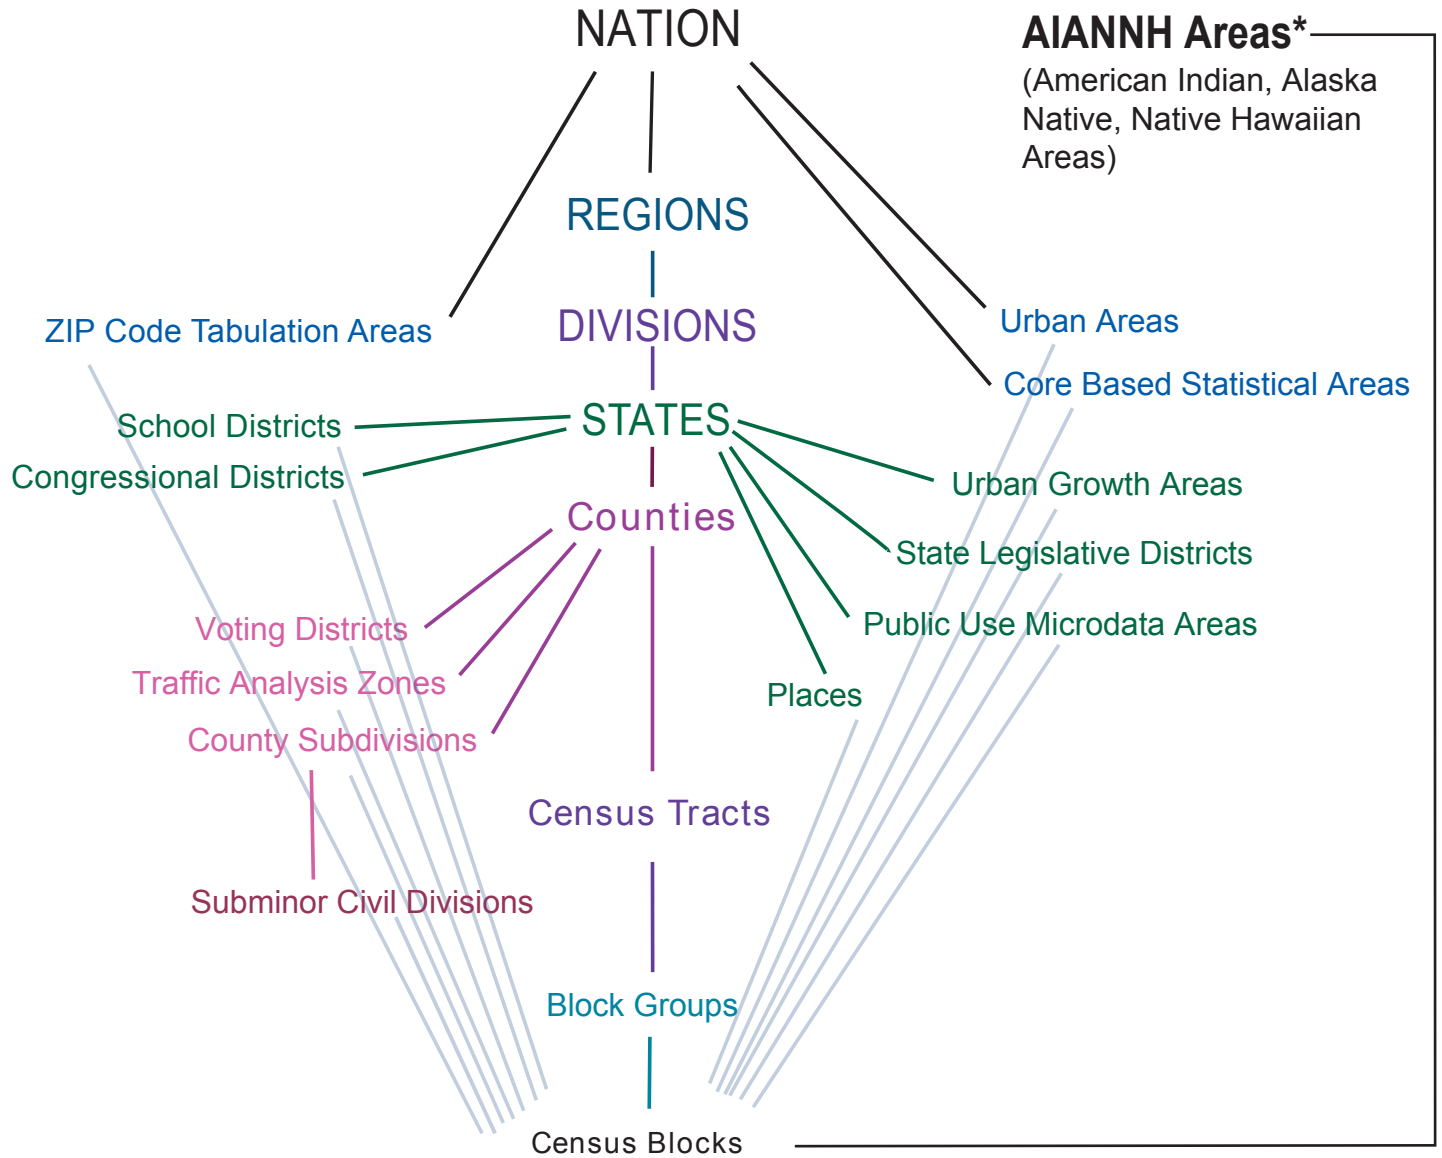 NATION
AIANNH Areas*
(American Indian, Alaska
Native, Native Hawaiian
Areas)
REGIONS
DIVISIONS
ZIP Code Tabulation Areas
Urban Areas
Core Based Statistical Areas
STATES
School Districts
Congressional Districts
Urban Growth Areas
Counties
State Legislative Districts
Voting Districts
Public Use Microdata Areas
Traffic Analysis Zones
Places
County Subdivisions
Census Tracts
Subminor Civil Divisions
Block Groups
Census Blocks